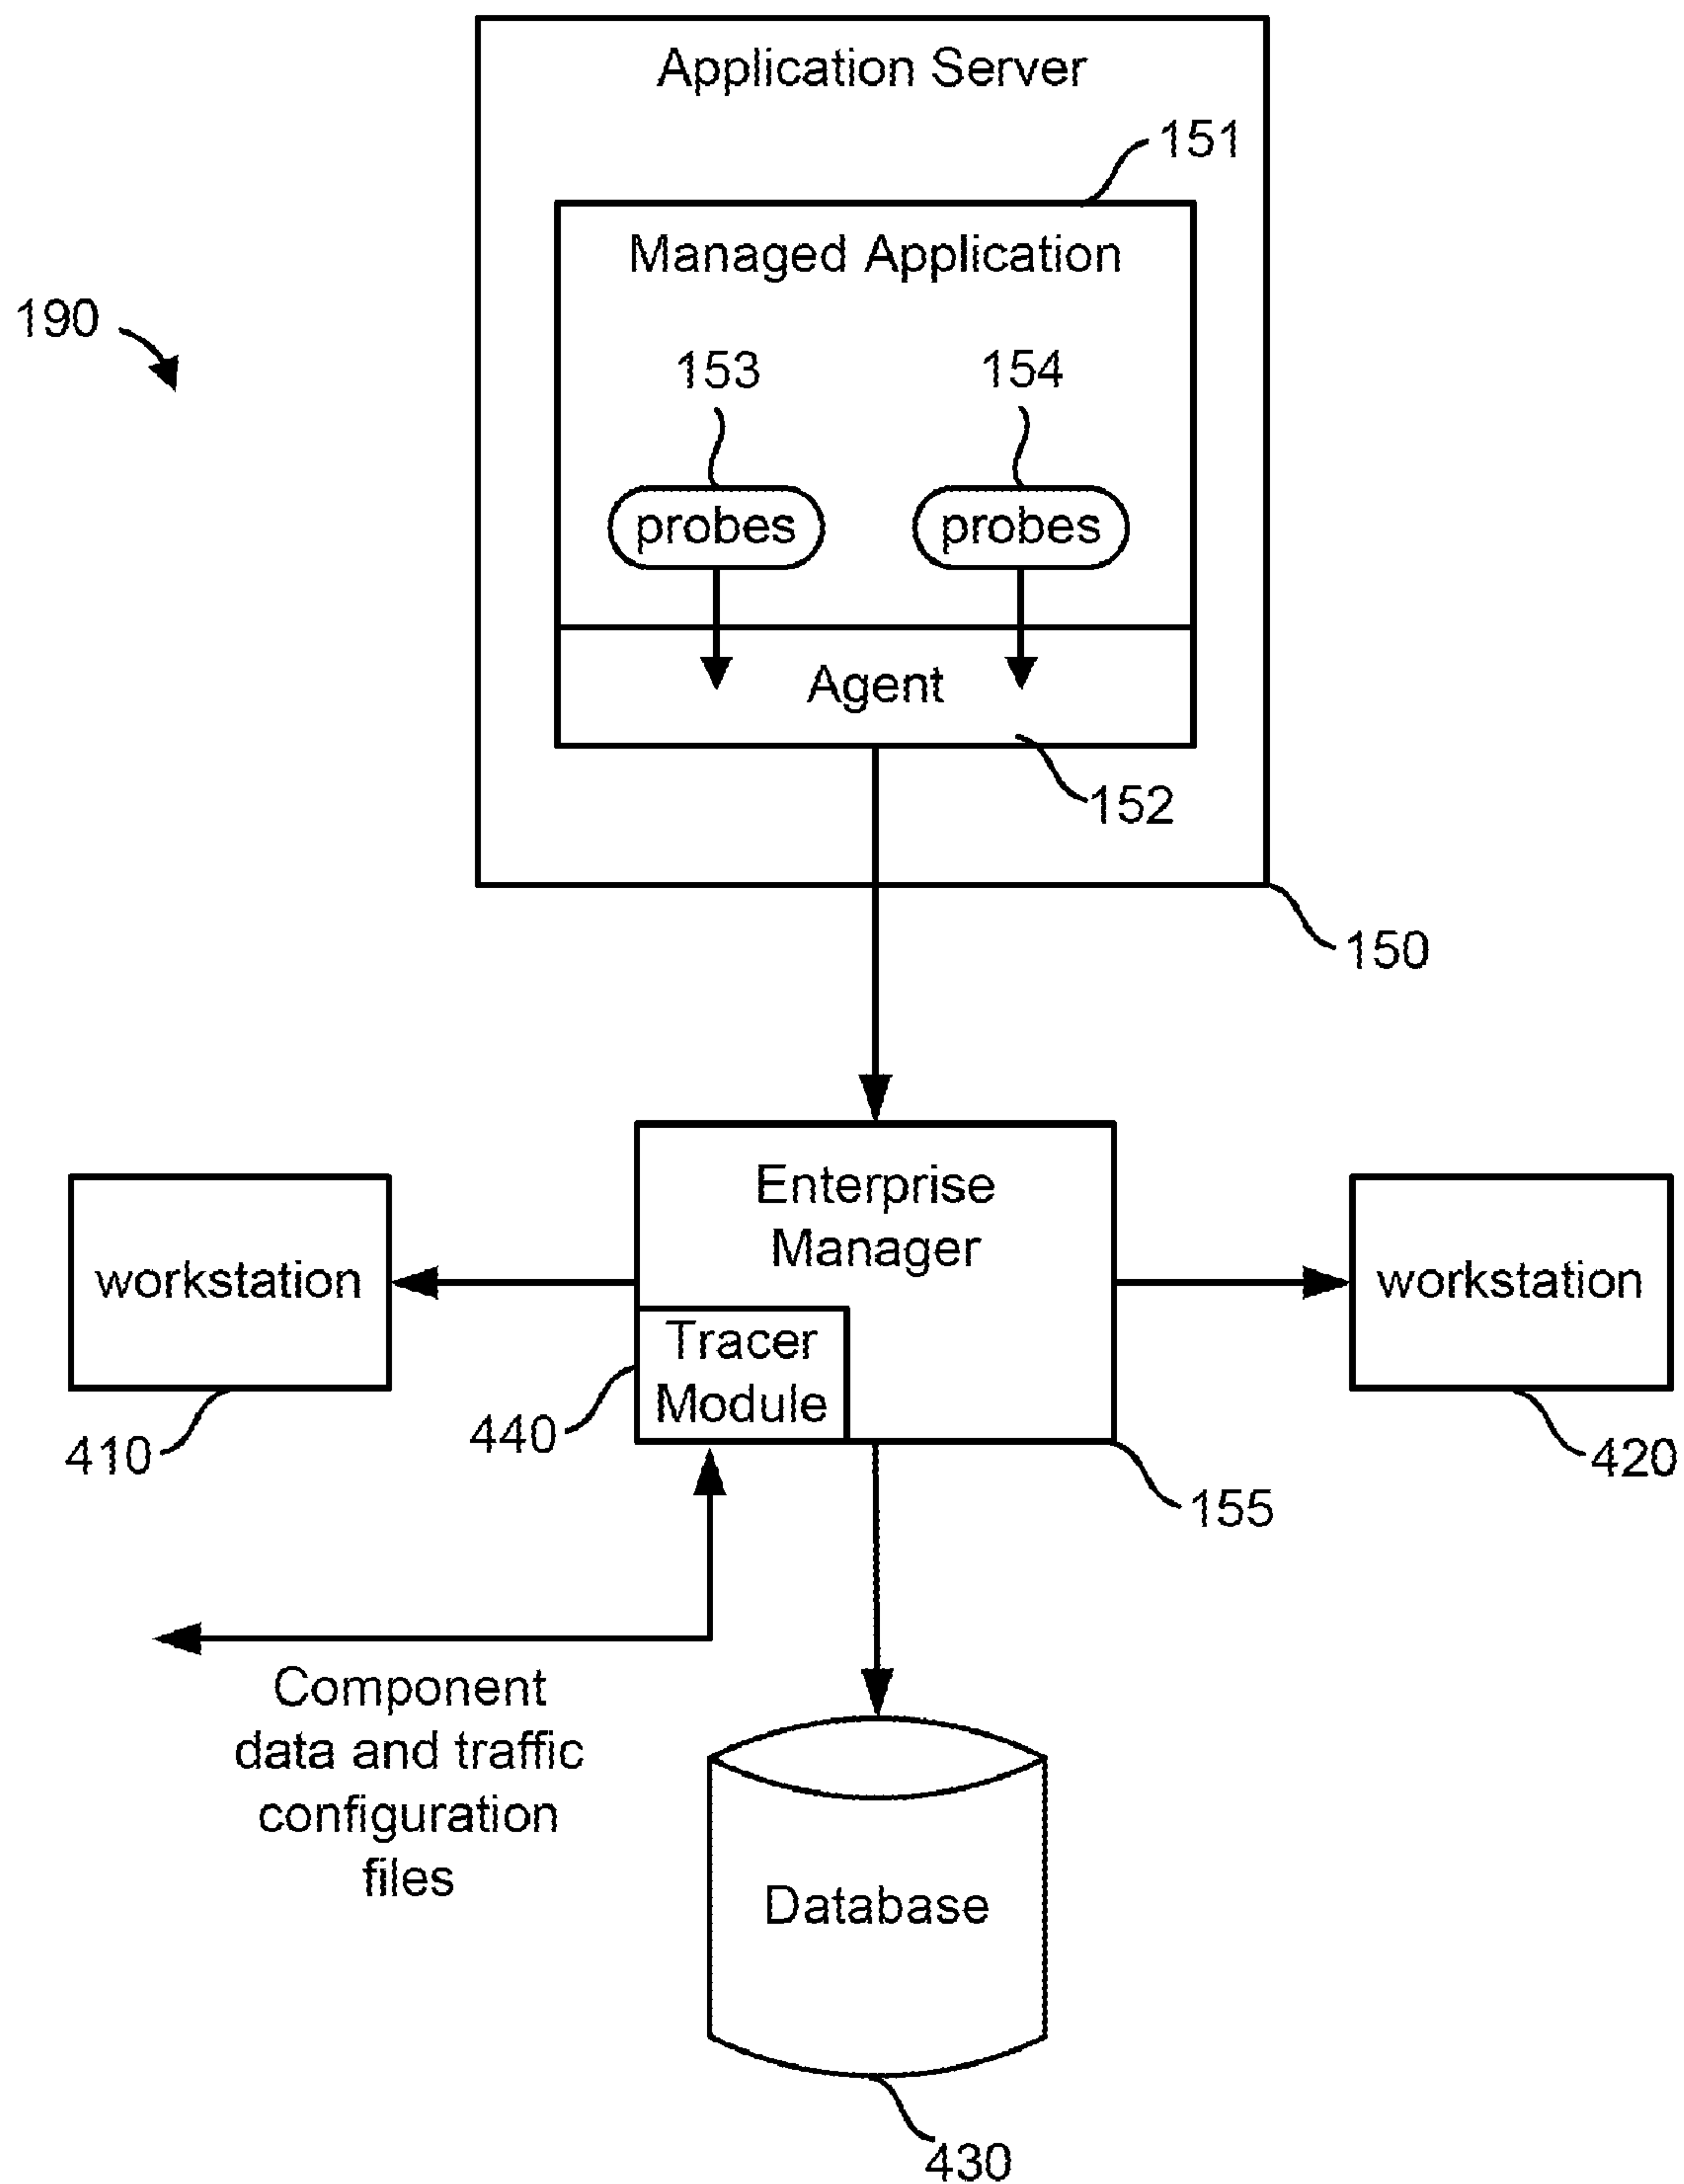 Application Server
151
Managed Application
190
153
154
probes
probes
Agent
152
150
Enterprise
Manager
workstation
workstation
Tracer
Module
440
410
420
155
Component
data and traffic
configuration
files
Database
430